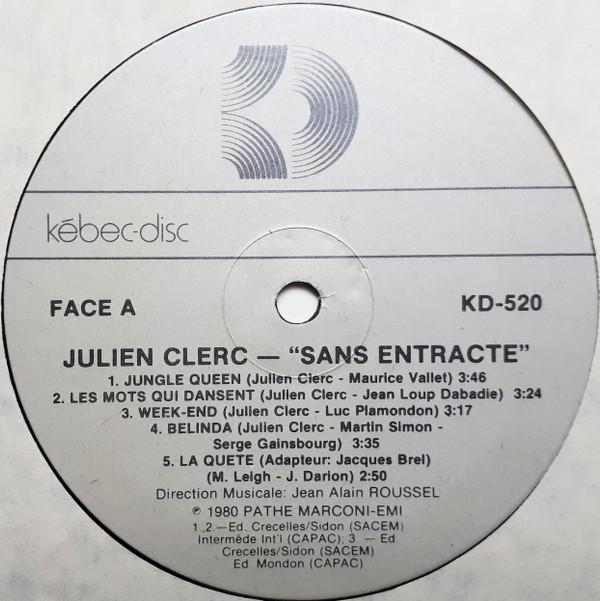 kébec-disc
FACE A KD-520
JULIEN CLERC — “SANS ENTRACTE”
1. JUNGLE QUEEN (Julien Clerc - Maurice Vallet) 3:46
2. LES MOTS QUI DANSENT (Julien Clerc - Jean Loup Dabadie) 3:24
3. WEEK-END (Julien Clerc - Luc Plamondon) 3:17
4. BELINDA (Julien Clerc - Martin Simon -
Serge Gainsbourg) 3:35
5. LA QUETE (Adapteur: Jacques Brel)
(M. Leigh - J. Darion) 2:50
Direction Musicale: Jean Alain ROUSSEL
℗ 1980 PATHE MARCONI-EMI
1.,2.—Ed. Crecelles/Sidon (SACEM)
Interméde Int'l (CAPAC); 3. — Ed
Crecelles/Sidon (SACEM)
Ed. Mondon (CAPAC)